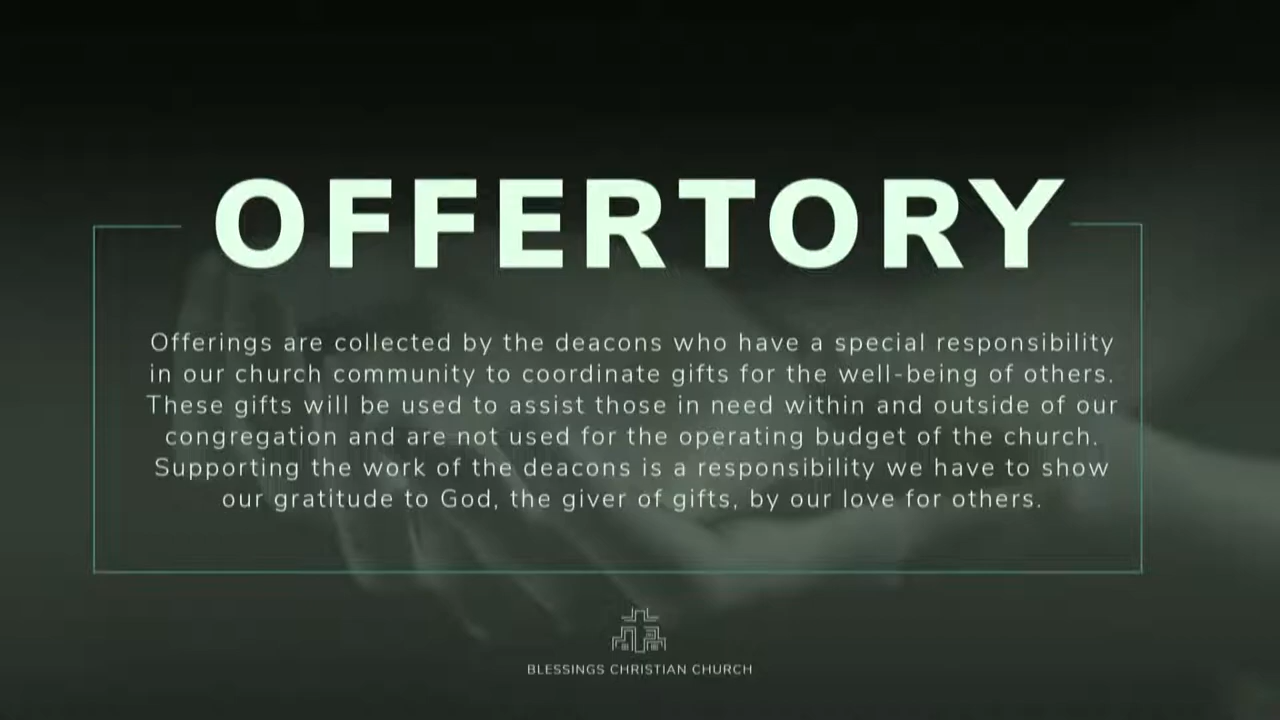 OFFERTORY
Offerings are collected by the deacons who have a special responsibility
in our church community to coordinate gifts for the well-being of others.
These gifts will be used to assist those in need within and outside of our
congregation and are not used for the operating budget of the church.
Supporting the work of the deacons is a responsibility we have to show
our gratitude to God, the giver of gifts, by our love for others.
BLESSINGS CHRISTIAN CHURCH